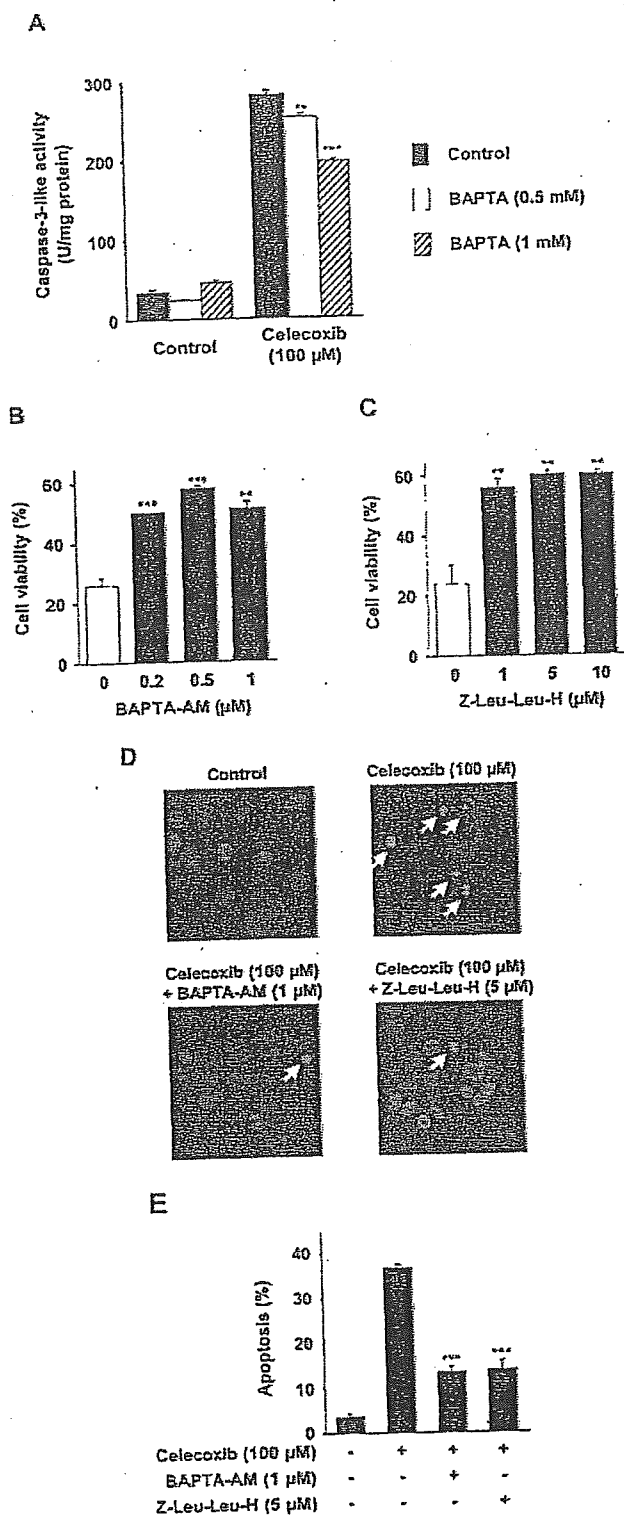 A
300
200
100
0
Caspase-3-like activity
(U/mg protein)
** ***
Control
Celecoxib
(100 µM)
Control
BAPTA (0.5 mM)
BAPTA (1 mM)
B
60
40
20
0
Cell viability (%)
*** *** **
0 0.2 0.5 1
BAPTA-AM (µM)
C
60
40
20
0
Cell viability (%)
** ** **
0 1 5 10
Z-Leu-Leu-H (µM)
D
Control
Celecoxib (100 µM)
Celecoxib (100 µM)
+ BAPTA-AM (1 µM)
Celecoxib (100 µM)
+ Z-Leu-Leu-H (5 µM)
E
40
30
20
10
0
Apoptosis (%)
*** ***
Celecoxib (100 µM) - + + +
BAPTA-AM (1 µM) - - + -
Z-Leu-Leu-H (5 µM) - - - +